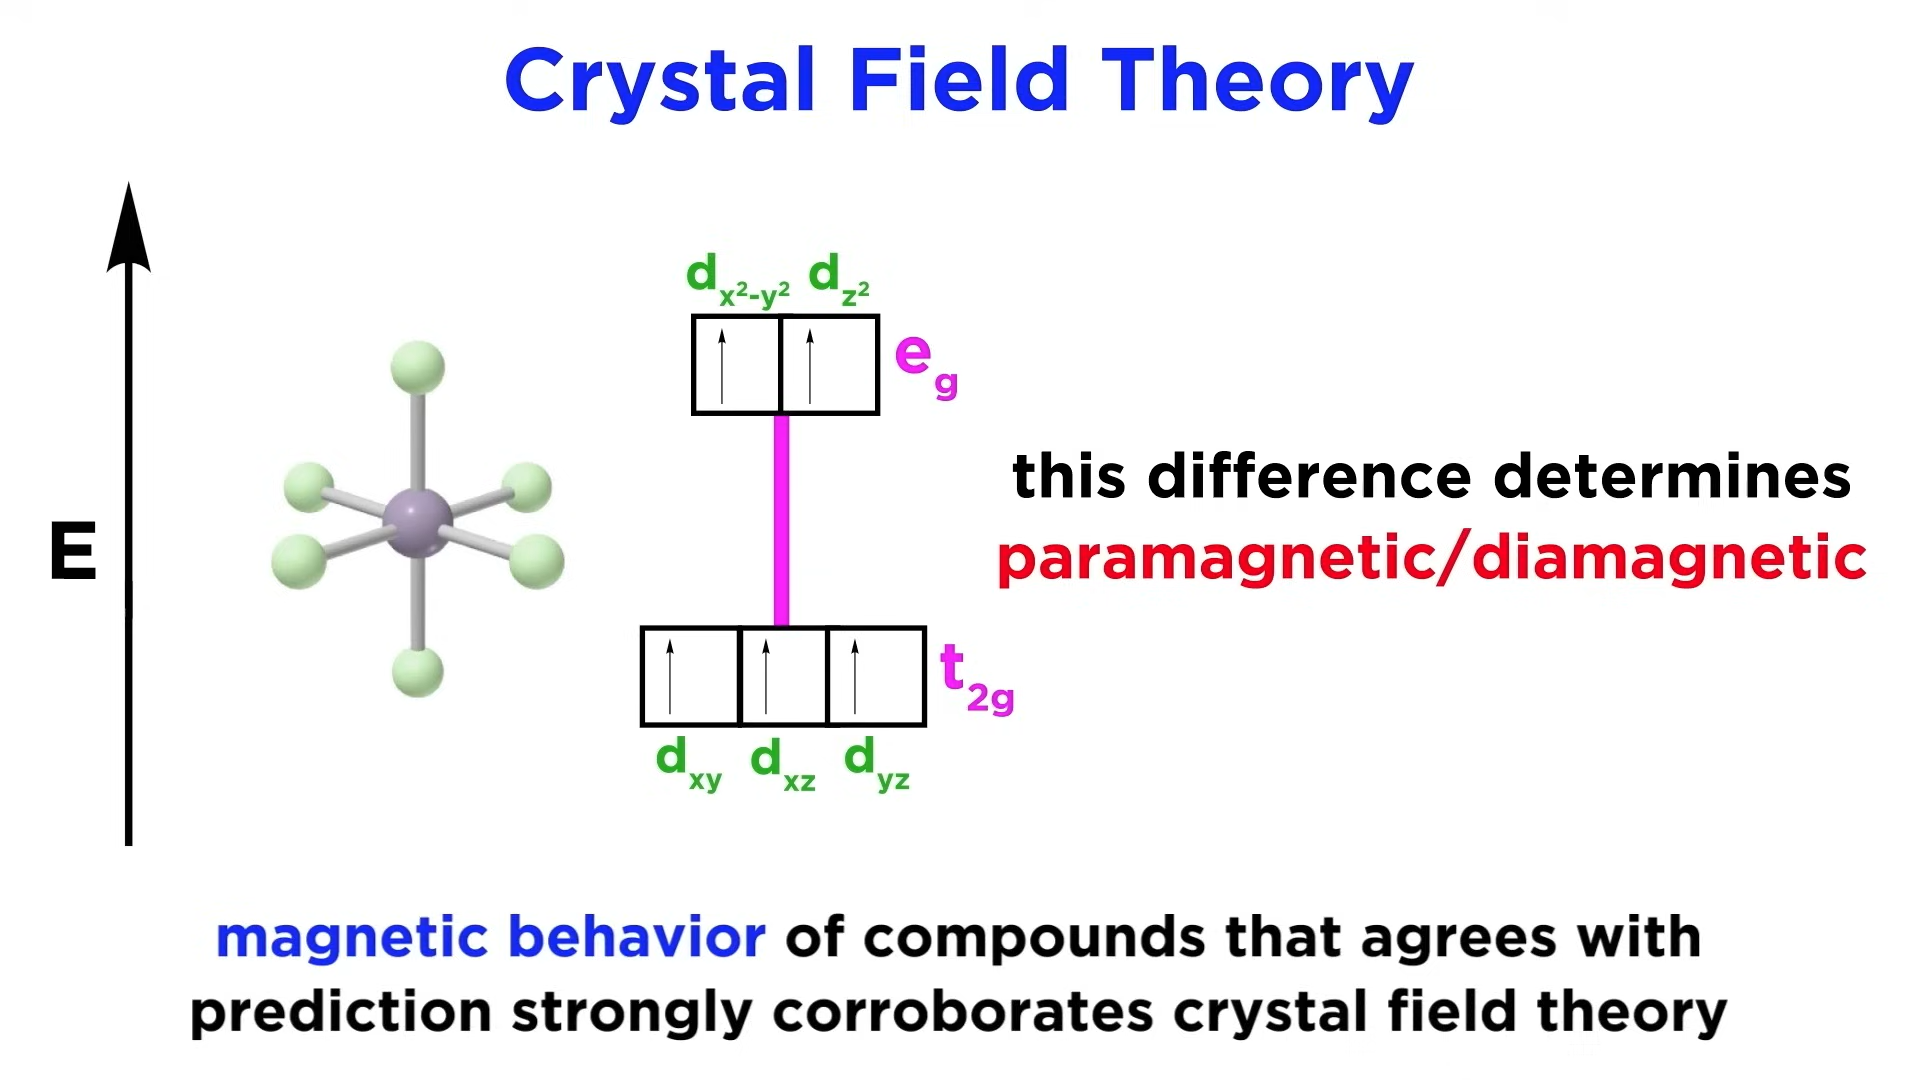 Crystal Field Theory
E
dx²-y² dz²
eg
this difference determines
paramagnetic/diamagnetic
t2g
dxy dxz dyz
magnetic behavior of compounds that agrees with
prediction strongly corroborates crystal field theory